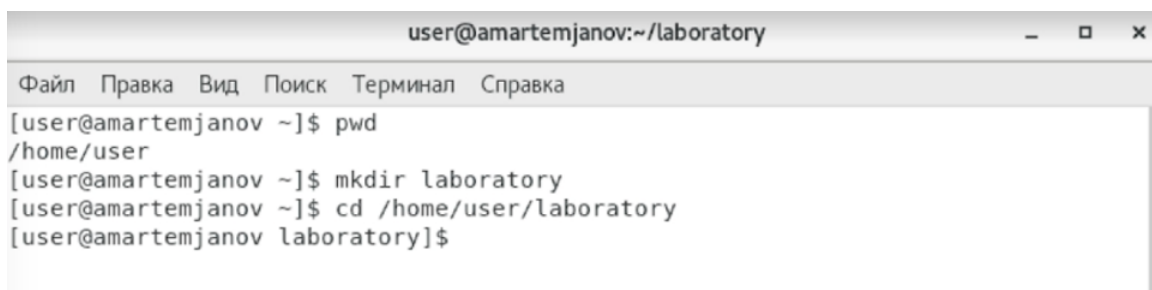 user@amartemjanov:~/laboratory
Файл Правка Вид Поиск Терминал Справка
[user@amartemjanov ~]$ pwd
/home/user
[user@amartemjanov ~]$ mkdir laboratory
[user@amartemjanov ~]$ cd /home/user/laboratory
[user@amartemjanov laboratory]$